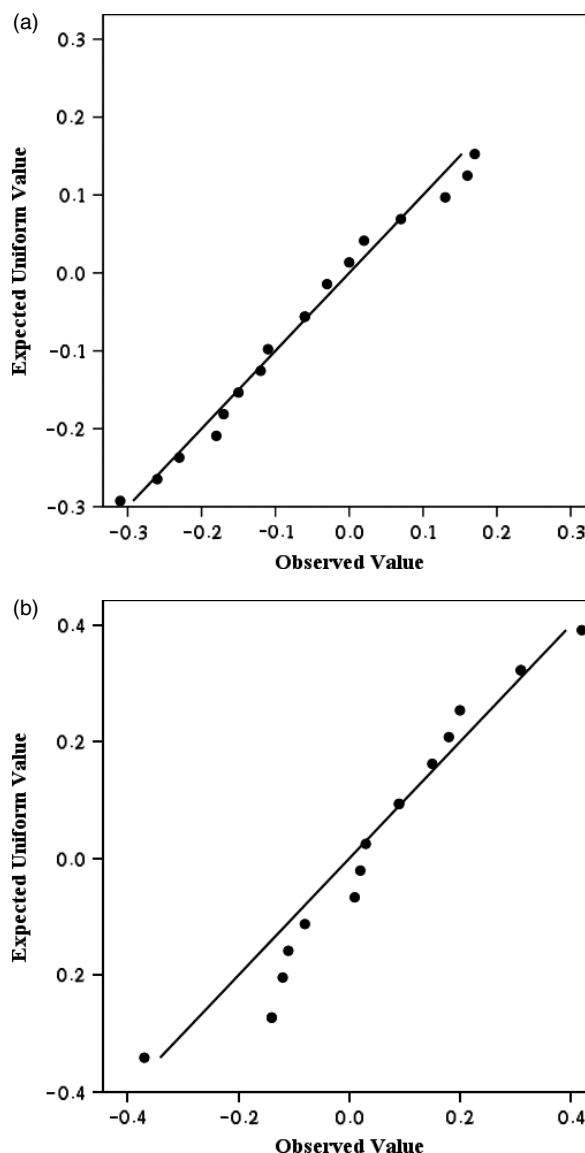 (a)
0.3
0.2
0.1
0.0
−0.1
−0.2
−0.3
Expected Uniform Value
−0.3 −0.2 −0.1 0.0 0.1 0.2 0.3
Observed Value
(b)
0.4
0.2
0.0
0.2
−0.4
Expected Uniform Value
−0.4 −0.2 0.0 0.2 0.4
Observed Value